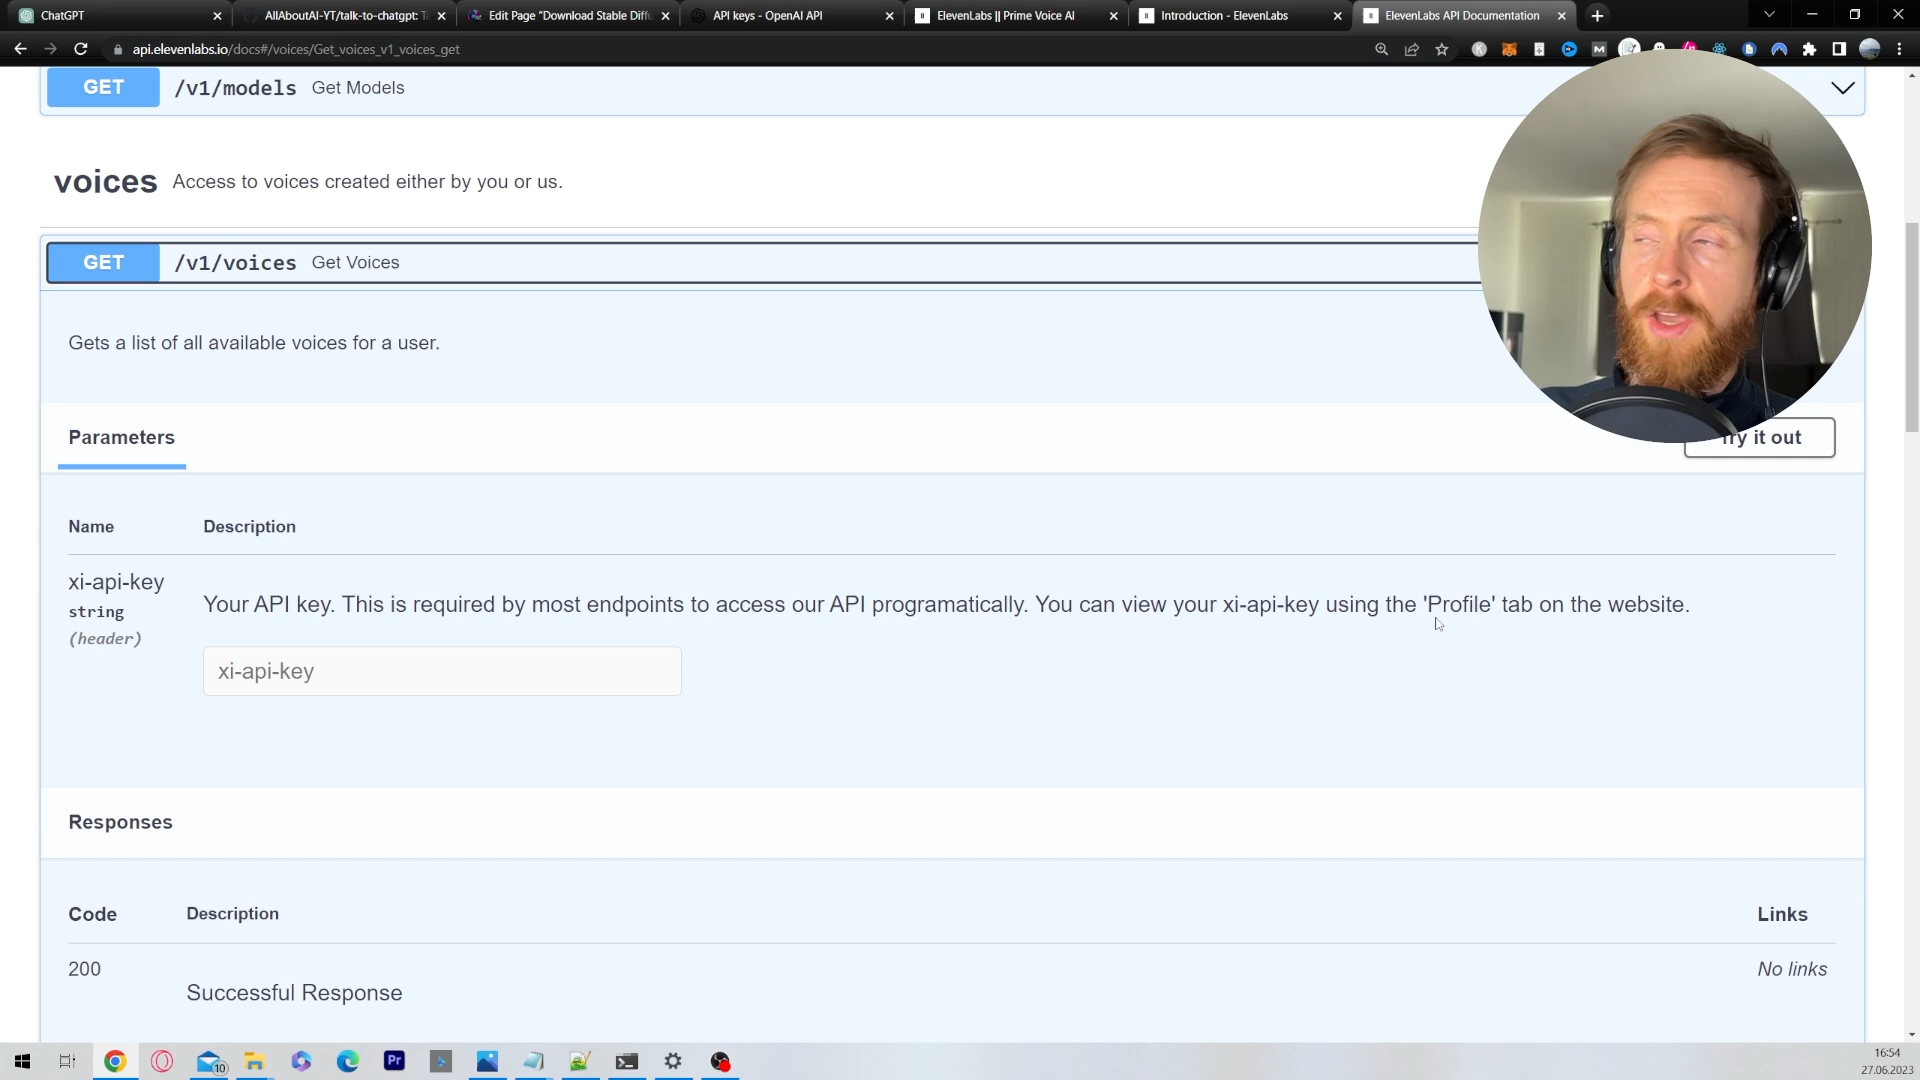 ChatGPT
AllAboutAI-YT/talk-to-chatgpt: Ta
Edit Page "Download Stable Diffu
API keys - OpenAI API
ElevenLabs || Prime Voice AI
Introduction - ElevenLabs
ElevenLabs API Documentation
api.elevenlabs.io/docs#/voices/Get_voices_v1_voices_get
GET /v1/models Get Models
voices Access to voices created either by you or us.
GET /v1/voices Get Voices
Gets a list of all available voices for a user.
Parameters
Try it out
Name Description
xi-api-key
string
(header)
Your API key. This is required by most endpoints to access our API programatically. You can view your xi-api-key using the 'Profile' tab on the website.
xi-api-key
Responses
Code Description Links
200
Successful Response
No links
10
Pr
16:54
27.06.2023